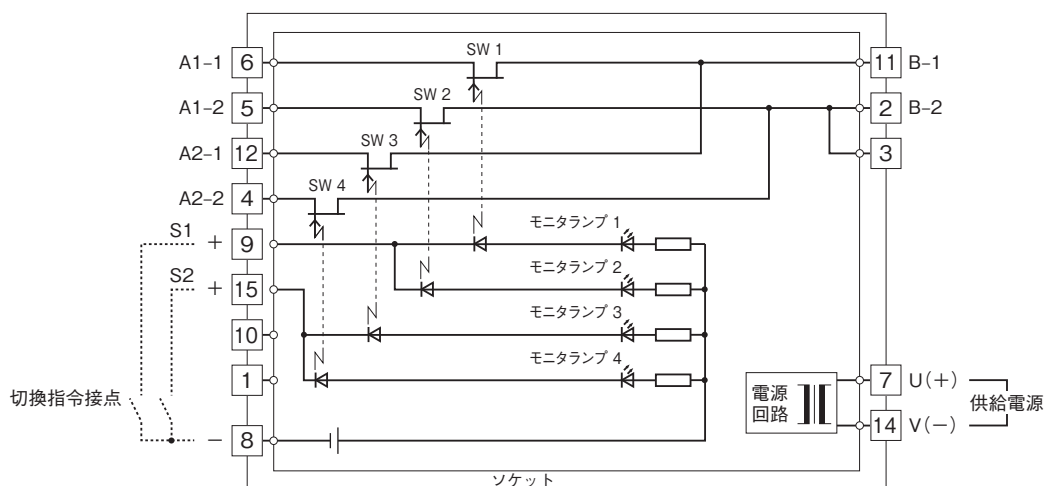 SW 1
A1-1 6
11 B-1
SW 2
A1-2 5
2 B-2
SW 3
A2-1 12
3
SW 4
A2-2 4
S1 + 9
モニタランプ 1
S2 + 15
モニタランプ 2
10
モニタランプ 3
1
モニタランプ 4
切換指令接点
- 8
電源
回路
7 U(+)
供給電源
14 V(-)
ソケット